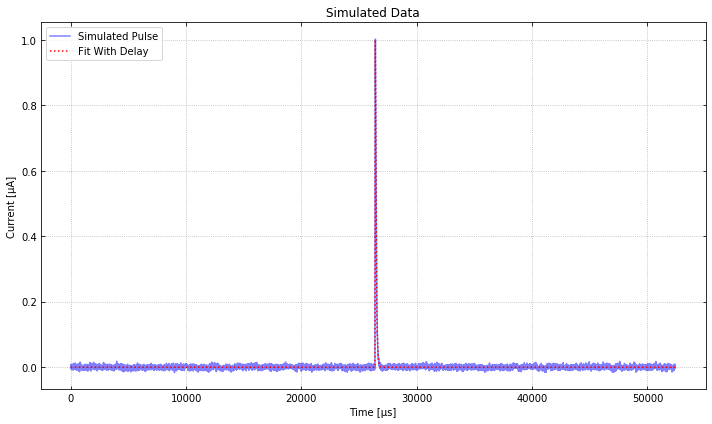 Simulated Data
Simulated Pulse
Fit With Delay
1.0
0.8
0.6
0.4
0.2
0.0
Current [μA]
0 10000 20000 30000 40000 50000
Time [μs]